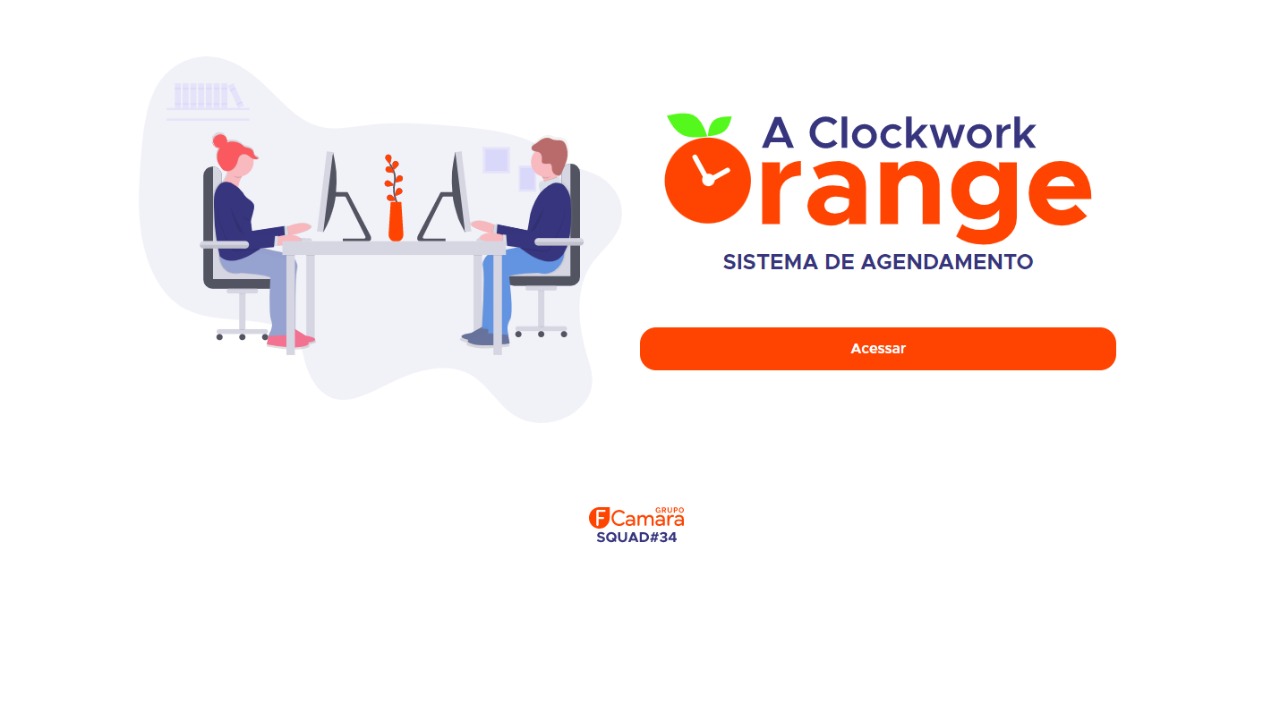 A Clockwork
Orange
SISTEMA DE AGENDAMENTO
Acessar
GRUPO
FCamara
SQUAD#34